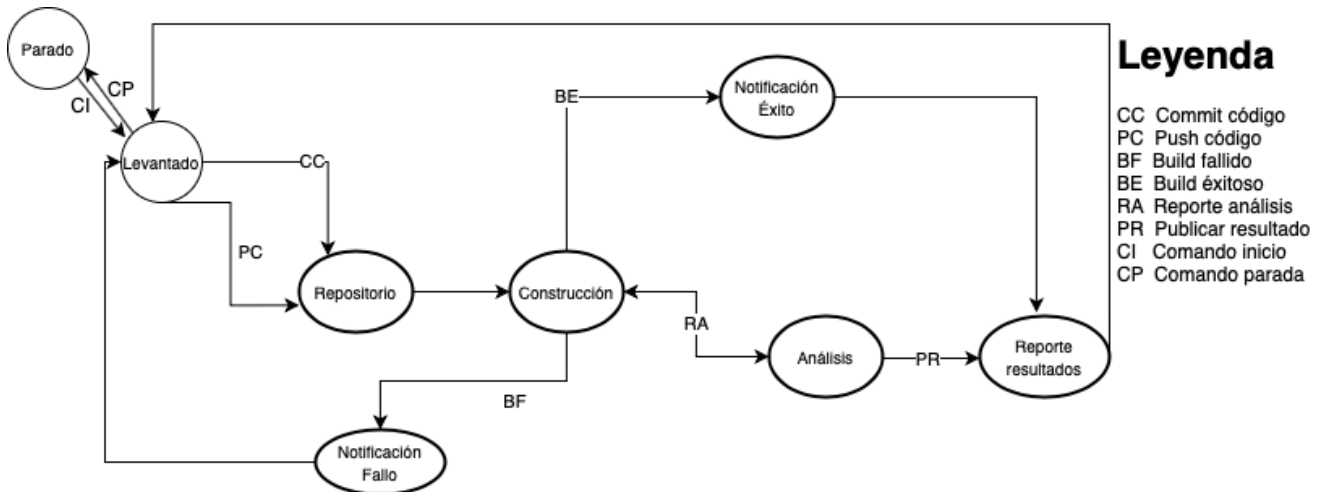 Parado
CP
CI
Levantado
CC
PC
Repositorio
BE
Notificación
Éxito
Construcción
RA
Análisis
PR
Reporte
resultados
BF
Notificación
Fallo
Leyenda
CC Commit código
PC Push código
BF Build fallido
BE Build éxitoso
RA Reporte análisis
PR Publicar resultado
CI Comando inicio
CP Comando parada